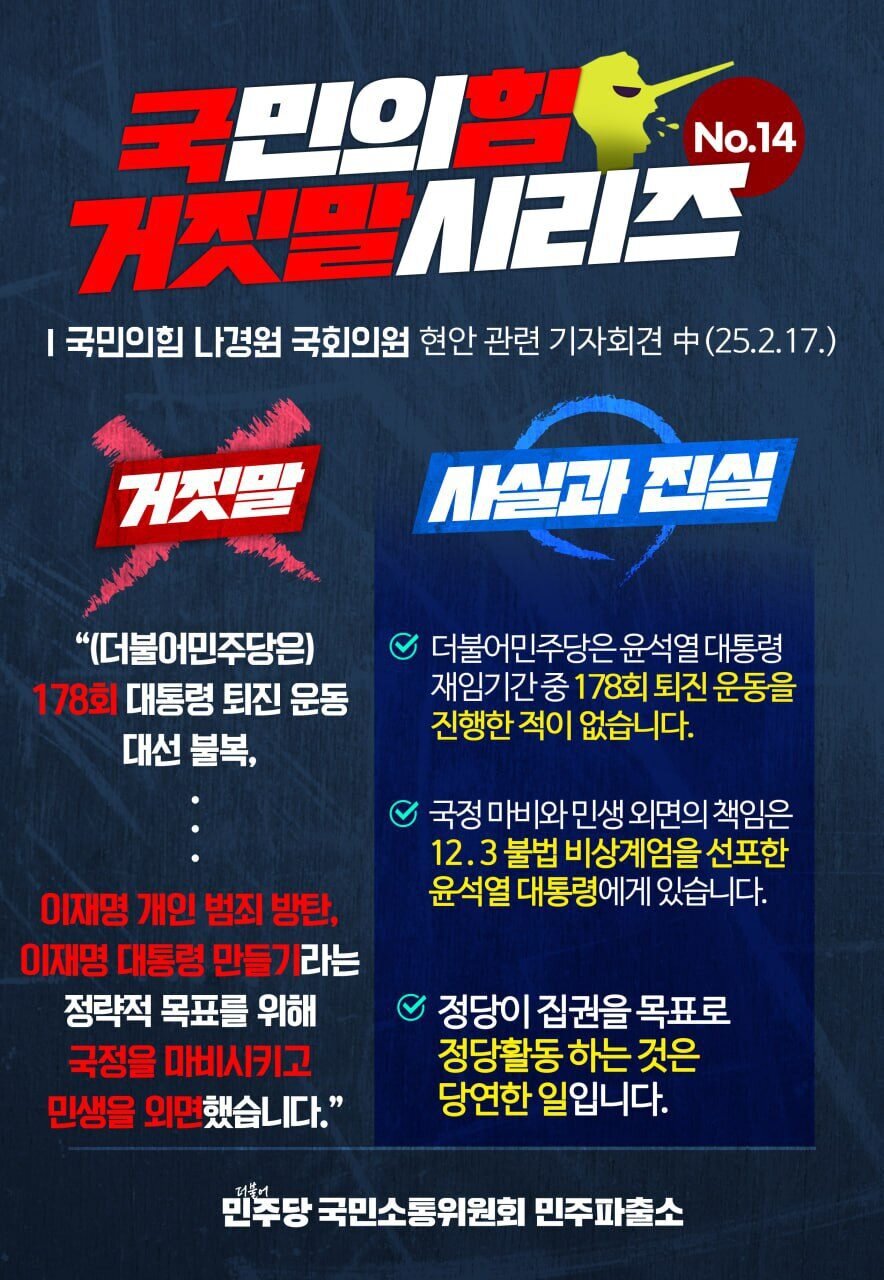 국민의힘
No.14
거짓말시리즈
| 국민의힘 나경원 국회의원 현안 관련 기자회견 中 (25.2.17.)
거짓말
“(더불어민주당은)
178회 대통령 퇴진 운동
대선 불복,
·
·
·
이재명 개인 범죄 방탄,
이재명 대통령 만들기라는
정략적 목표를 위해
국정을 마비시키고
민생을 외면했습니다.”
사실과 진실
더불어민주당은 윤석열 대통령
재임기간 중 178회 퇴진 운동을
진행한 적이 없습니다.
국정 마비와 민생 외면의 책임은
12.3 불법 비상계엄을 선포한
윤석열 대통령에게 있습니다.
정당이 집권을 목표로
정당활동 하는 것은
당연한 일입니다.
더불어
민주당 국민소통위원회 민주파출소